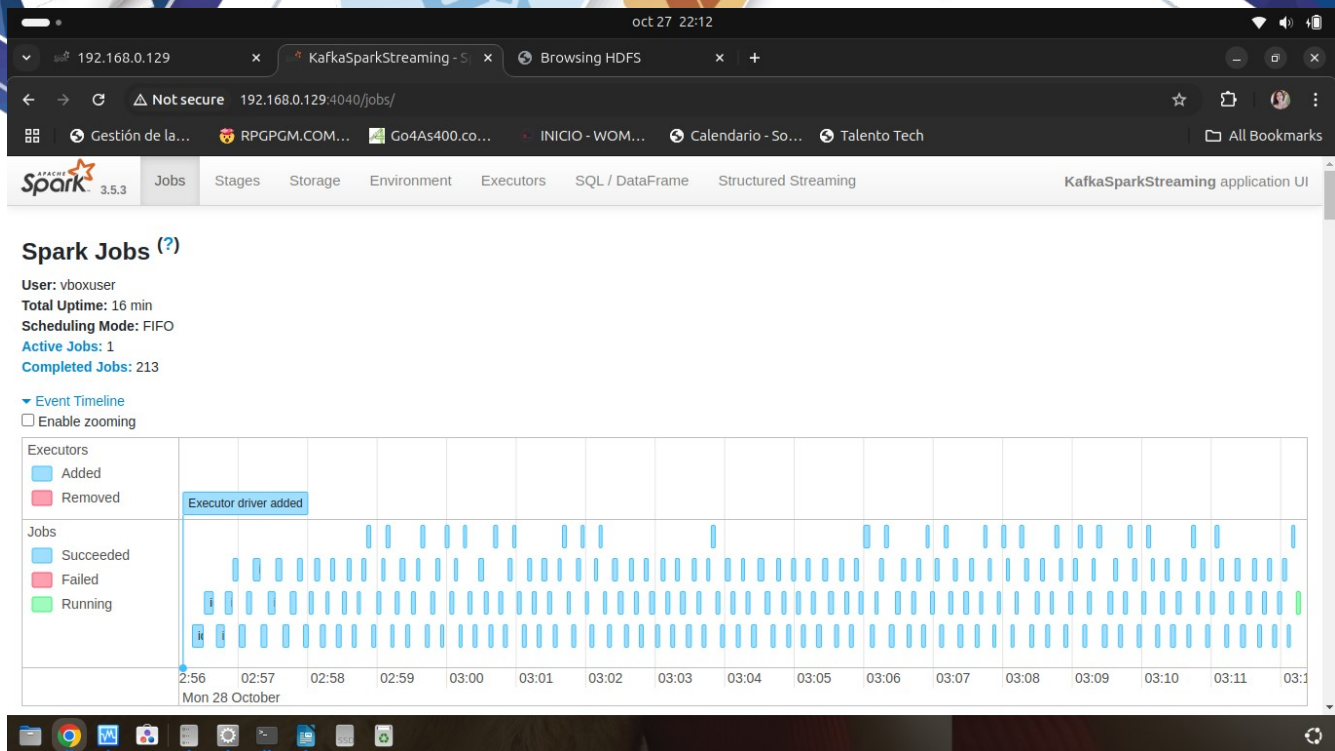 oct 27 22:12
192.168.0.129
KafkaSparkStreaming - S
Browsing HDFS
Not secure 192.168.0.129:4040/jobs/
Gestión de la... RPGPGM.COM... Go4As400.co... INICIO - WOM... Calendario - So... Talento Tech All Bookmarks
APACHE Spark 3.5.3 Jobs Stages Storage Environment Executors SQL / DataFrame Structured Streaming KafkaSparkStreaming application UI
Spark Jobs (?)
User: vboxuser
Total Uptime: 16 min
Scheduling Mode: FIFO
Active Jobs: 1
Completed Jobs: 213
Event Timeline
Enable zooming
Executors
Added
Removed
Executor driver added
Jobs
Succeeded
Failed
Running
2:56 02:57 02:58 02:59 03:00 03:01 03:02 03:03 03:04 03:05 03:06 03:07 03:08 03:09 03:10 03:11 03:1
Mon 28 October